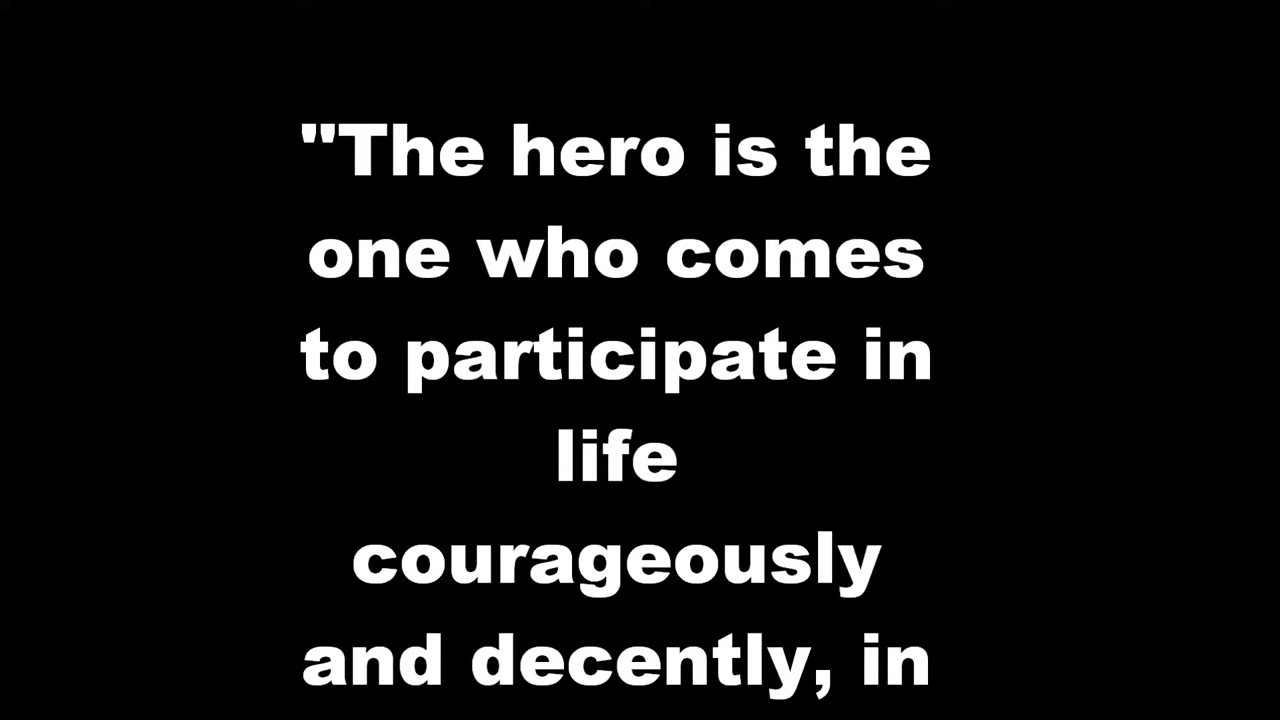 "The hero is the
one who comes
to participate in
life
courageously
and decently, in